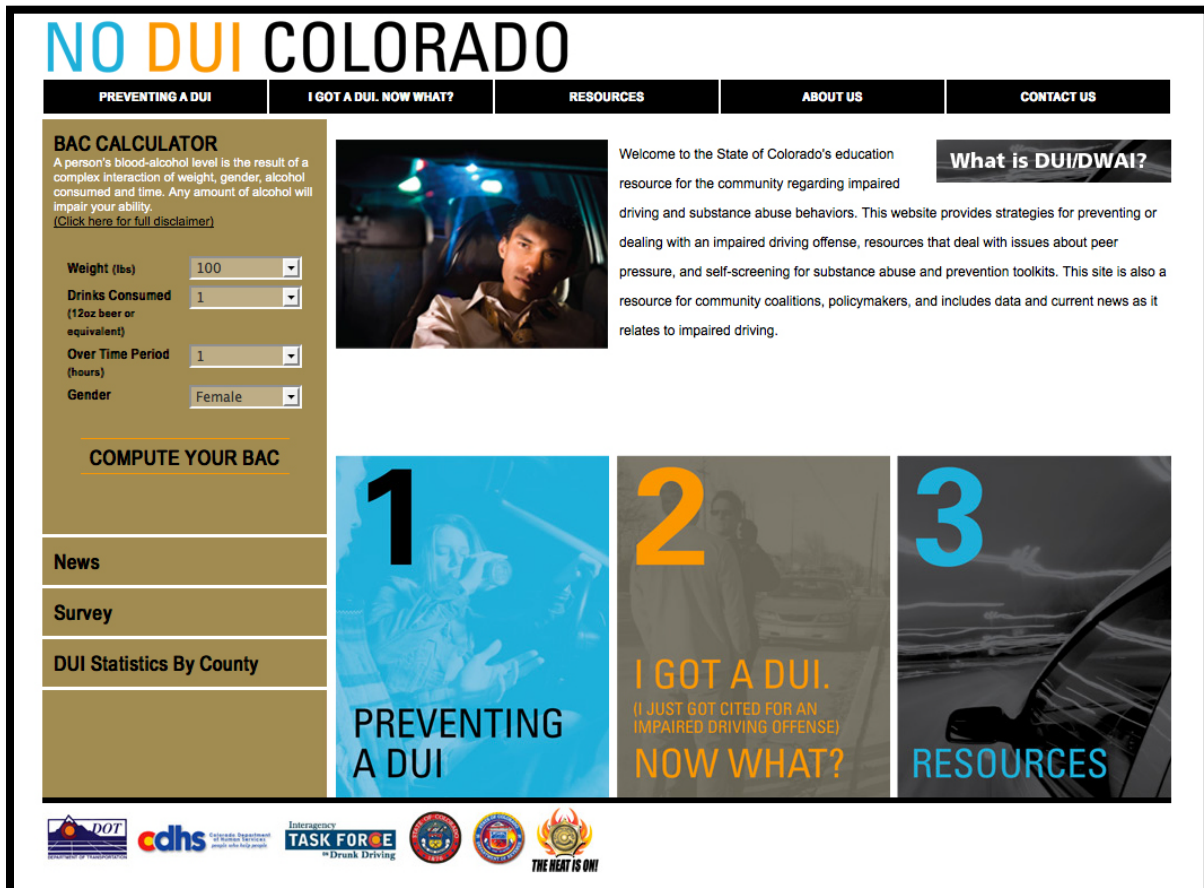 NO DUI COLORADO
PREVENTING A DUI
I GOT A DUI. NOW WHAT?
RESOURCES
ABOUT US
CONTACT US
BAC CALCULATOR
A person's blood-alcohol level is the result of a
complex interaction of weight, gender, alcohol
consumed and time. Any amount of alcohol will
impair your ability.
(Click here for full disclaimer)
Weight (lbs)
100
Drinks Consumed
1
(12oz beer or
equivalent)
Over Time Period
1
(hours)
Gender
Female
COMPUTE YOUR BAC
News
Survey
DUI Statistics By County
Welcome to the State of Colorado's education
resource for the community regarding impaired
driving and substance abuse behaviors. This website provides strategies for preventing or
dealing with an impaired driving offense, resources that deal with issues about peer
pressure, and self-screening for substance abuse and prevention toolkits. This site is also a
resource for community coalitions, policymakers, and includes data and current news as it
relates to impaired driving.
What is DUI/DWAI?
1
PREVENTING
A DUI
2
I GOT A DUI.
(I JUST GOT CITED FOR AN
IMPAIRED DRIVING OFFENSE)
NOW WHAT?
3
RESOURCES
DOT
DEPARTMENT OF TRANSPORTATION
cdhs
Colorado Department
of Human Services
people who help people
Interagency
TASK FORCE
on Drunk Driving
STATE OF COLORADO
1876
THE HEAT IS ON!